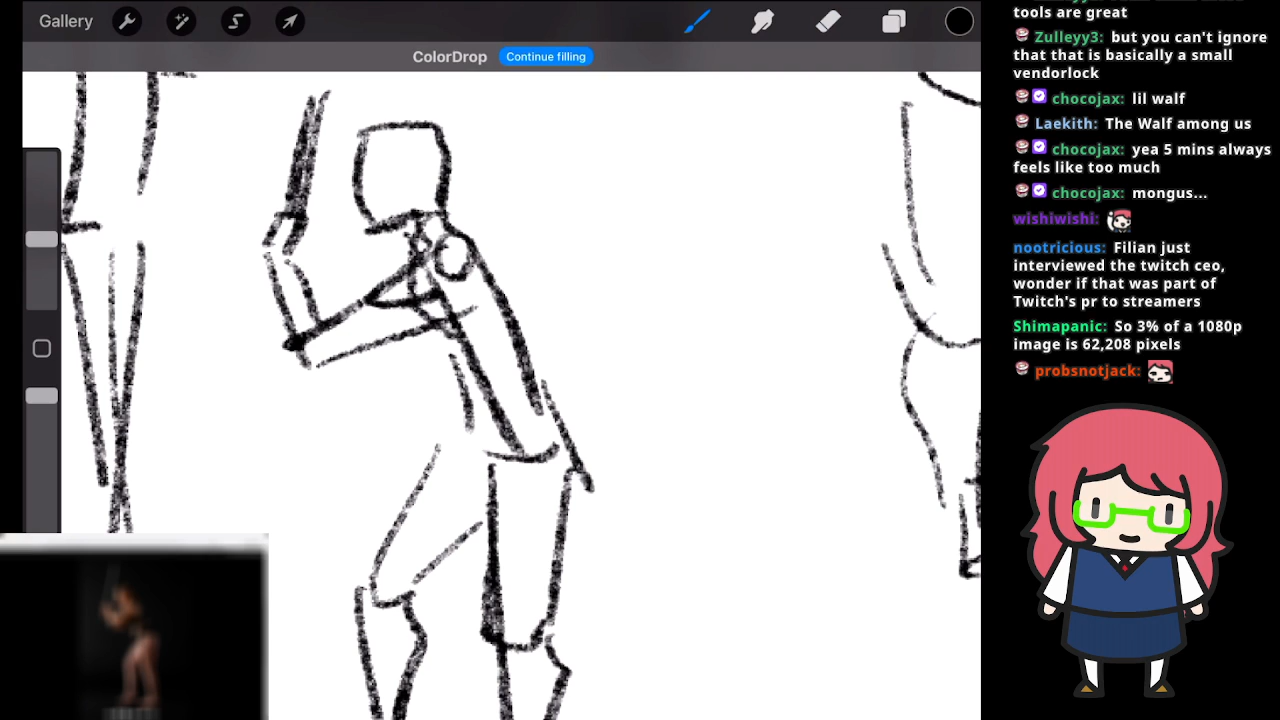 Gallery
ColorDrop Continue filling
tools are great
Zulleyy3: but you can't ignore
that that is basically a small
vendorlock
chocojax: lil walf
Laekith: The Walf among us
chocojax: yea 5 mins always
feels like too much
chocojax: mongus...
wishiwishi:
nootricious: Filian just
interviewed the twitch ceo,
wonder if that was part of
Twitch's pr to streamers
Shimapanic: So 3% of a 1080p
image is 62,208 pixels
probsnotjack: